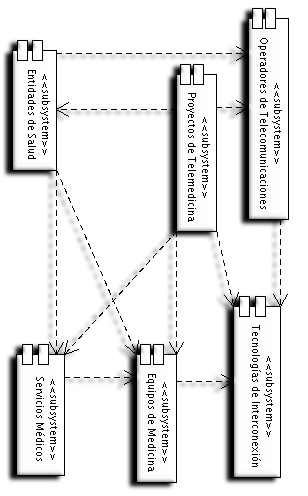 <<subsystem>>
Entidades de Salud
<<subsystem>>
Proyectos de Telemedicina
<<subsystem>>
Operadores de Telecomunicaciones
<<subsystem>>
Servicios Médicos
<<subsystem>>
Equipos de Medicina
<<subsystem>>
Tecnologías de Interconexión